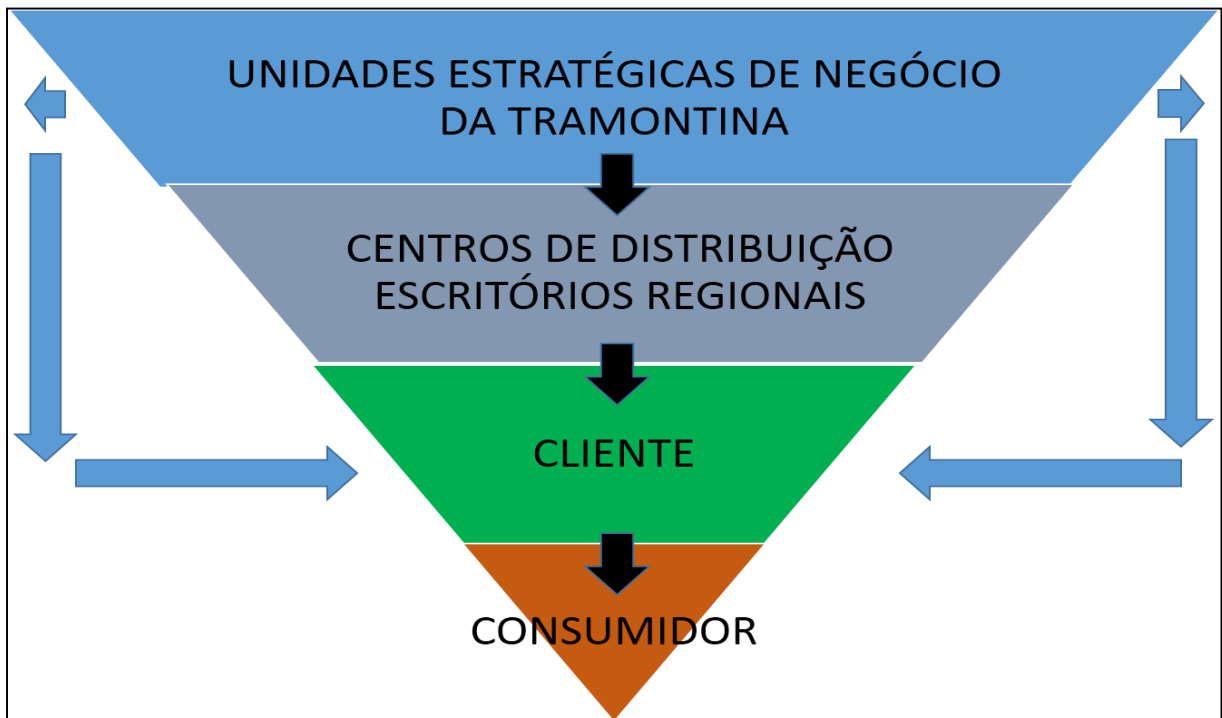 UNIDADES ESTRATÉGICAS DE NEGÓCIO
DA TRAMONTINA
CENTROS DE DISTRIBUIÇÃO
ESCRITÓRIOS REGIONAIS
CLIENTE
CONSUMIDOR